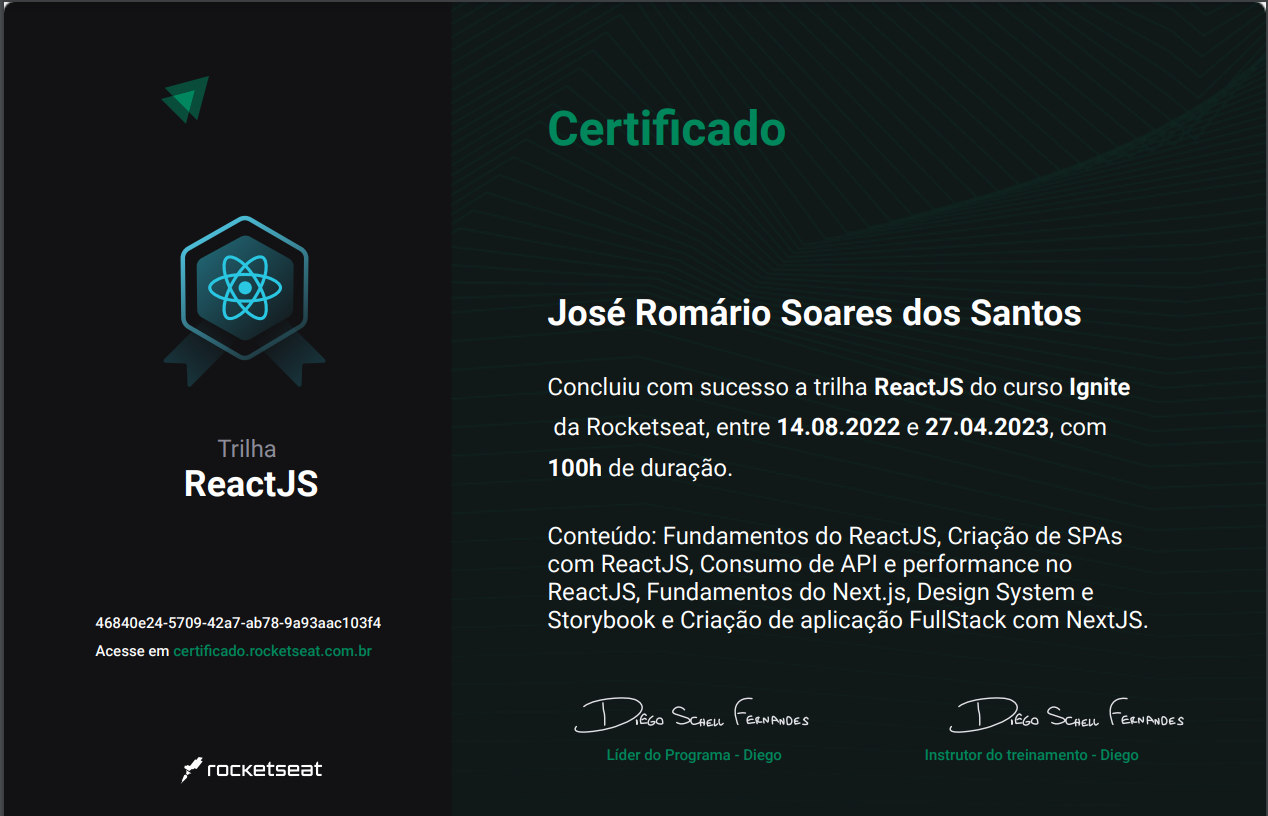 Certificado
José Romário Soares dos Santos
Concluiu com sucesso a trilha ReactJS do curso Ignite
da Rocketseat, entre 14.08.2022 e 27.04.2023, com
100h de duração.
Conteúdo: Fundamentos do ReactJS, Criação de SPAs
com ReactJS, Consumo de API e performance no
ReactJS, Fundamentos do Next.js, Design System e
Storybook e Criação de aplicação FullStack com NextJS.
Diego Schell Fernandes
Líder do Programa - Diego
Diego Schell Fernandes
Instrutor do treinamento - Diego
Trilha
ReactJS
46840e24-5709-42a7-ab78-9a93aac103f4
Acesse em certificado.rocketseat.com.br
rocketseat